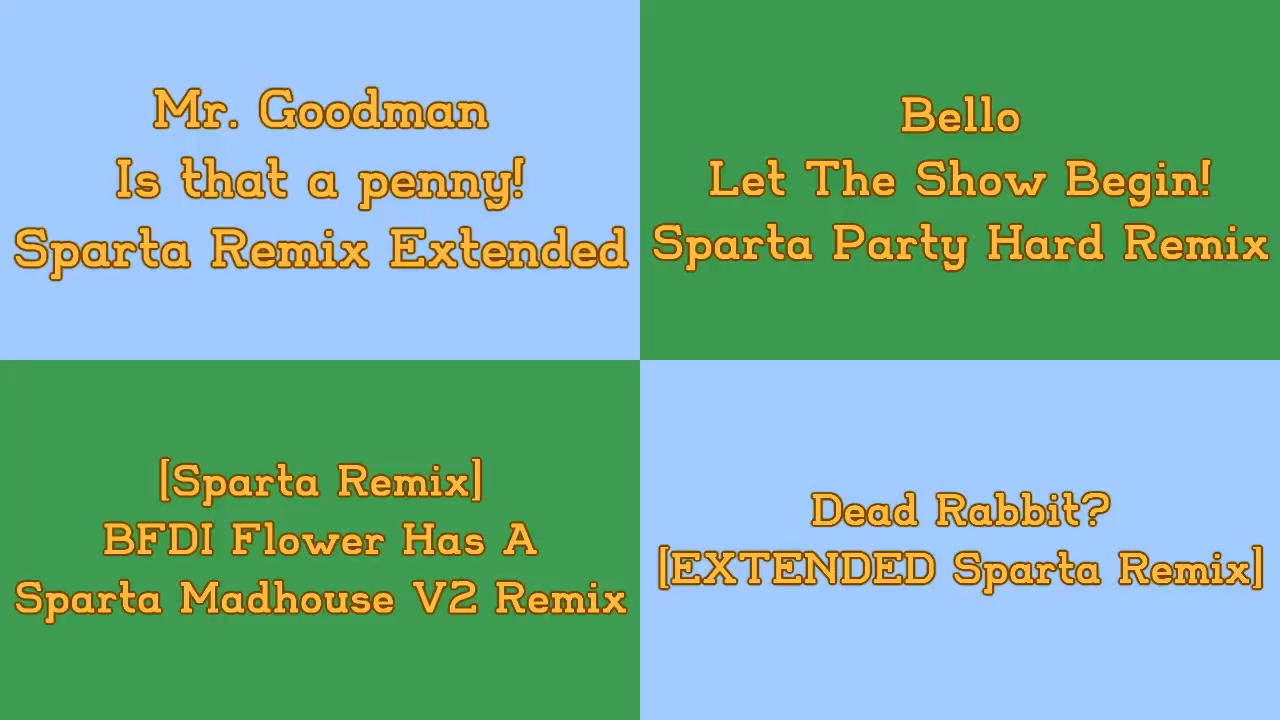 Mr. Goodman
Is that a penny!
Sparta Remix Extended
Bello
Let The Show Begin!
Sparta Party Hard Remix
[Sparta Remix]
BFDI Flower Has A
Sparta Madhouse V2 Remix
Dead Rabbit?
[EXTENDED Sparta Remix]